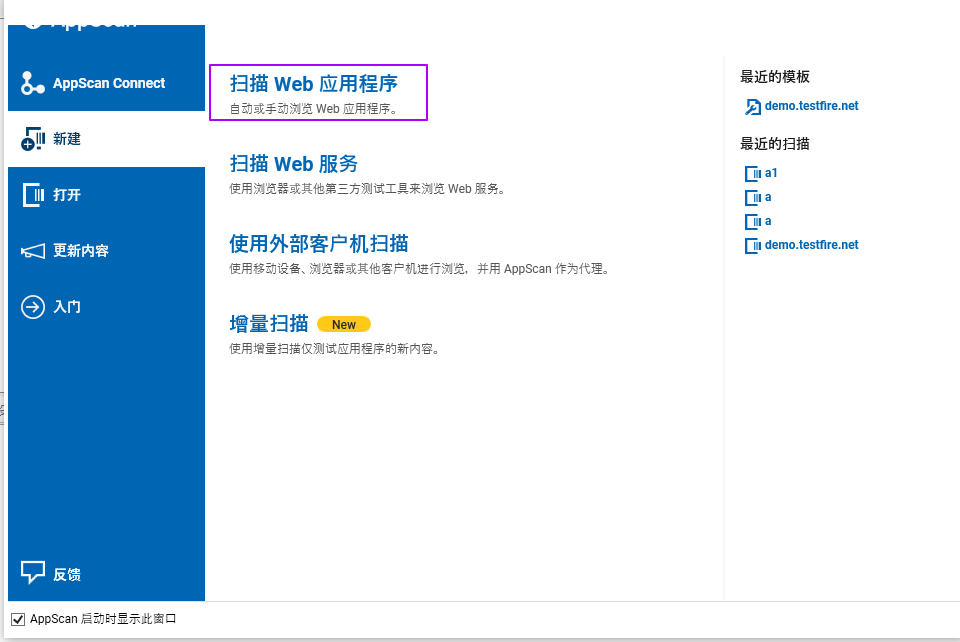 AppScan
AppScan Connect
新建
打开
更新内容
入门
反馈
扫描 Web 应用程序
自动或手动浏览 Web 应用程序。
扫描 Web 服务
使用浏览器或其他第三方测试工具来浏览 Web 服务。
使用外部客户机扫描
使用移动设备、浏览器或其他客户机进行浏览，并用 AppScan 作为代理。
增量扫描 New
使用增量扫描仅测试应用程序的新内容。
最近的模板
demo.testfire.net
最近的扫描
a1
a
a
demo.testfire.net
AppScan 启动时显示此窗口